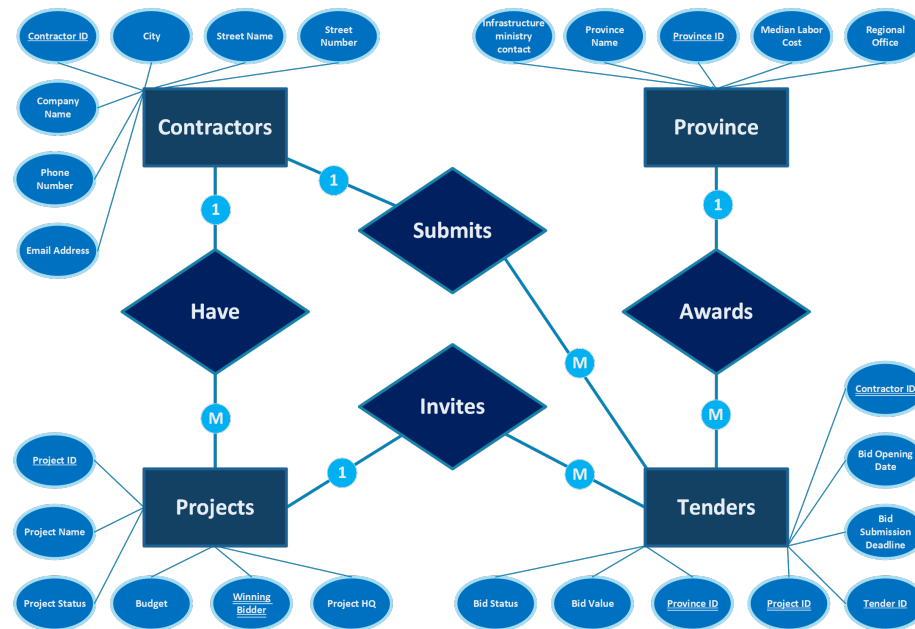 Contractor ID
City
Street Name
Street
Number
Infrastructure
ministry
contact
Province
Name
Province ID
Median Labor
Cost
Regional
Office
Company
Name
Contractors
Province
Phone
Number
1
1
1
Submits
Email Address
Have
Awards
M
Contractor ID
Invites
M
M
Project ID
1
M
Bid Opening
Date
Projects
Tenders
Project Name
Bid
Submission
Deadline
Project Status
Budget
Winning
Bidder
Project HQ
Bid Status
Bid Value
Province ID
Project ID
Tender ID